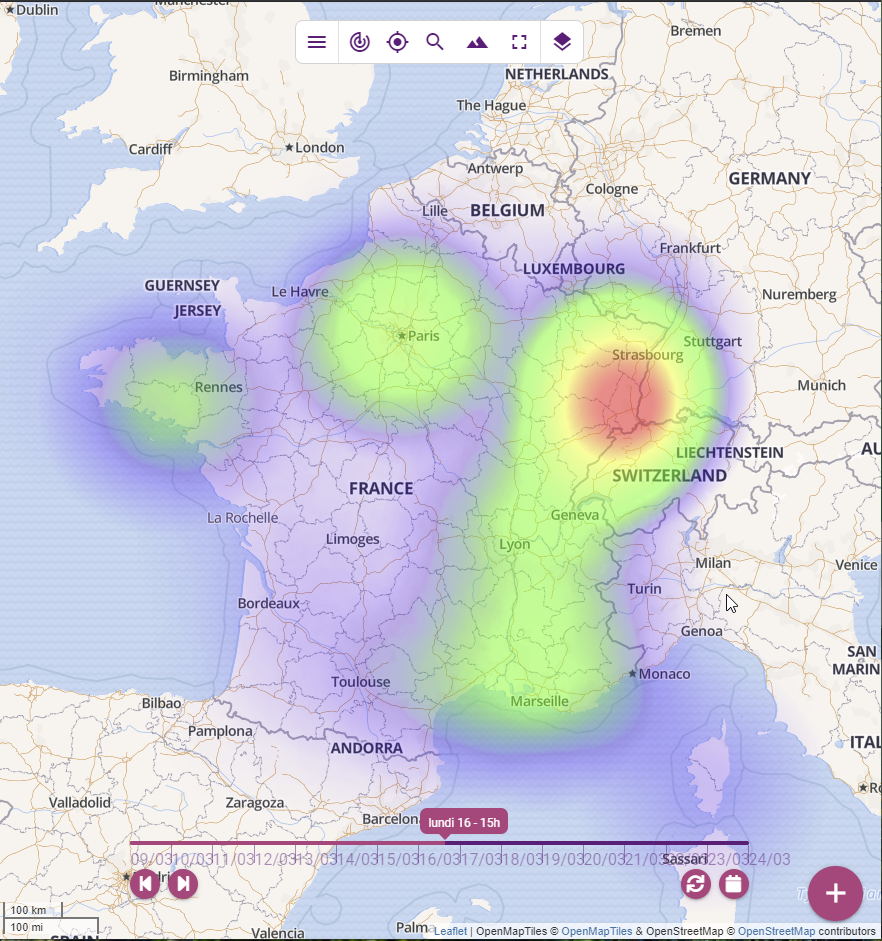 Dublin
Manchester
Bremen
Birmingham
NETHERLANDS
The Hague
Cardiff
London
Antwerp
GERMANY
Cologne
Lille
BELGIUM
Frankfurt
LUXEMBOURG
GUERNSEY
Le Havre
Nuremberg
JERSEY
Paris
Stuttgart
Strasbourg
Rennes
Munich
LIECHTENSTEIN
AU
SWITZERLAND
FRANCE
Geneva
La Rochelle
Limoges
Lyon
Milan
Venice
Turin
Bordeaux
Genoa
SAN
MARIN
Toulouse
Monaco
Marseille
Bilbao
Pamplona
ANDORRA
ITAL
Valladolid
Zaragoza
Barcelon
lundi 16 - 15h
09/03 10/03 11/03 12/03 13/03 14/03 15/03 16/03 17/03 18/03 19/03 20/03 21/03 23/03 24/03
Sassari
100 km
100 mi
Palm
Valencia
SPAIN
Leaflet | OpenMapTiles © OpenMapTiles & OpenStreetMap © OpenStreetMap contributors